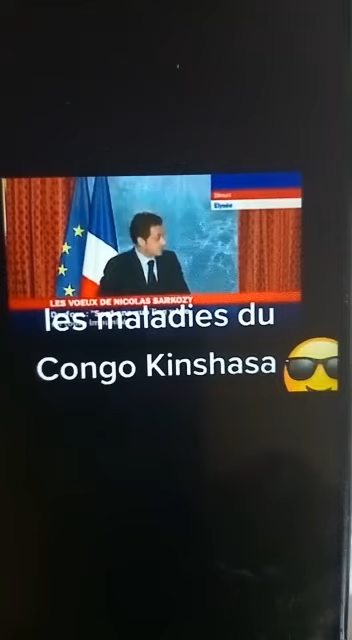 Direct
Elysée
LES VOEUX DE NICOLAS SARKOZY
les maladies du
Congo Kinshasa